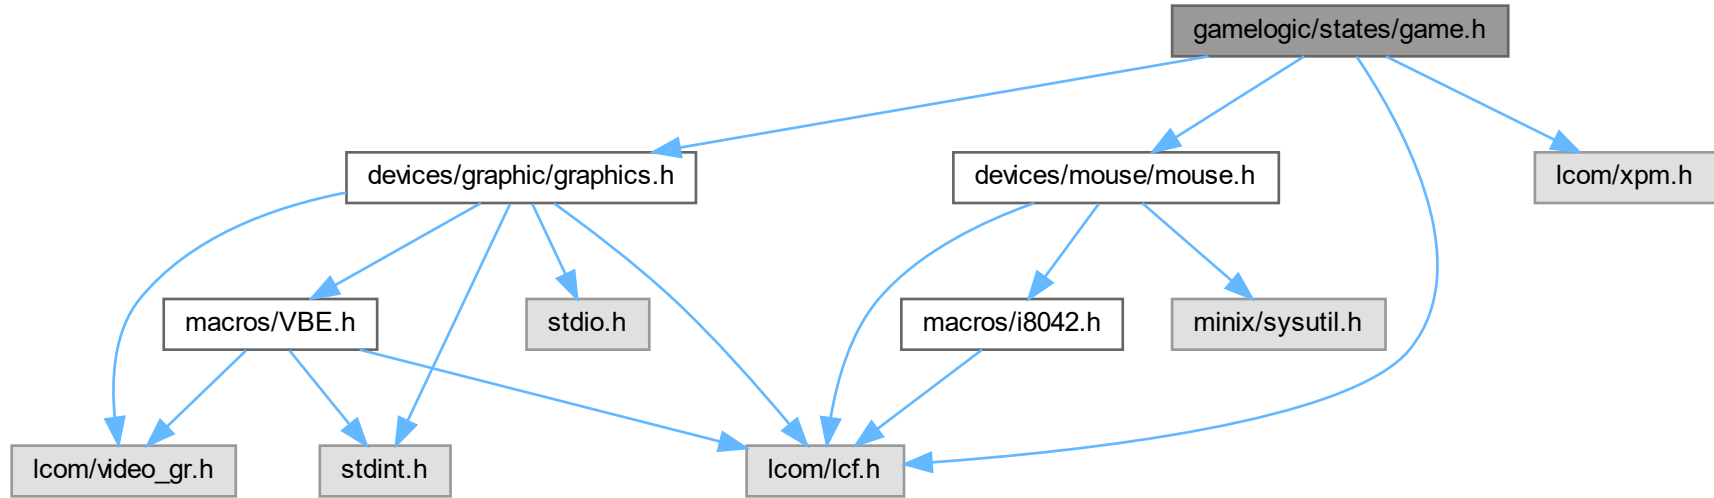 gamelogic/states/game.h
devices/graphic/graphics.h
devices/mouse/mouse.h
lcom/xpm.h
macros/VBE.h
stdio.h
macros/i8042.h
minix/sysutil.h
lcom/video_gr.h
stdint.h
lcom/lcf.h